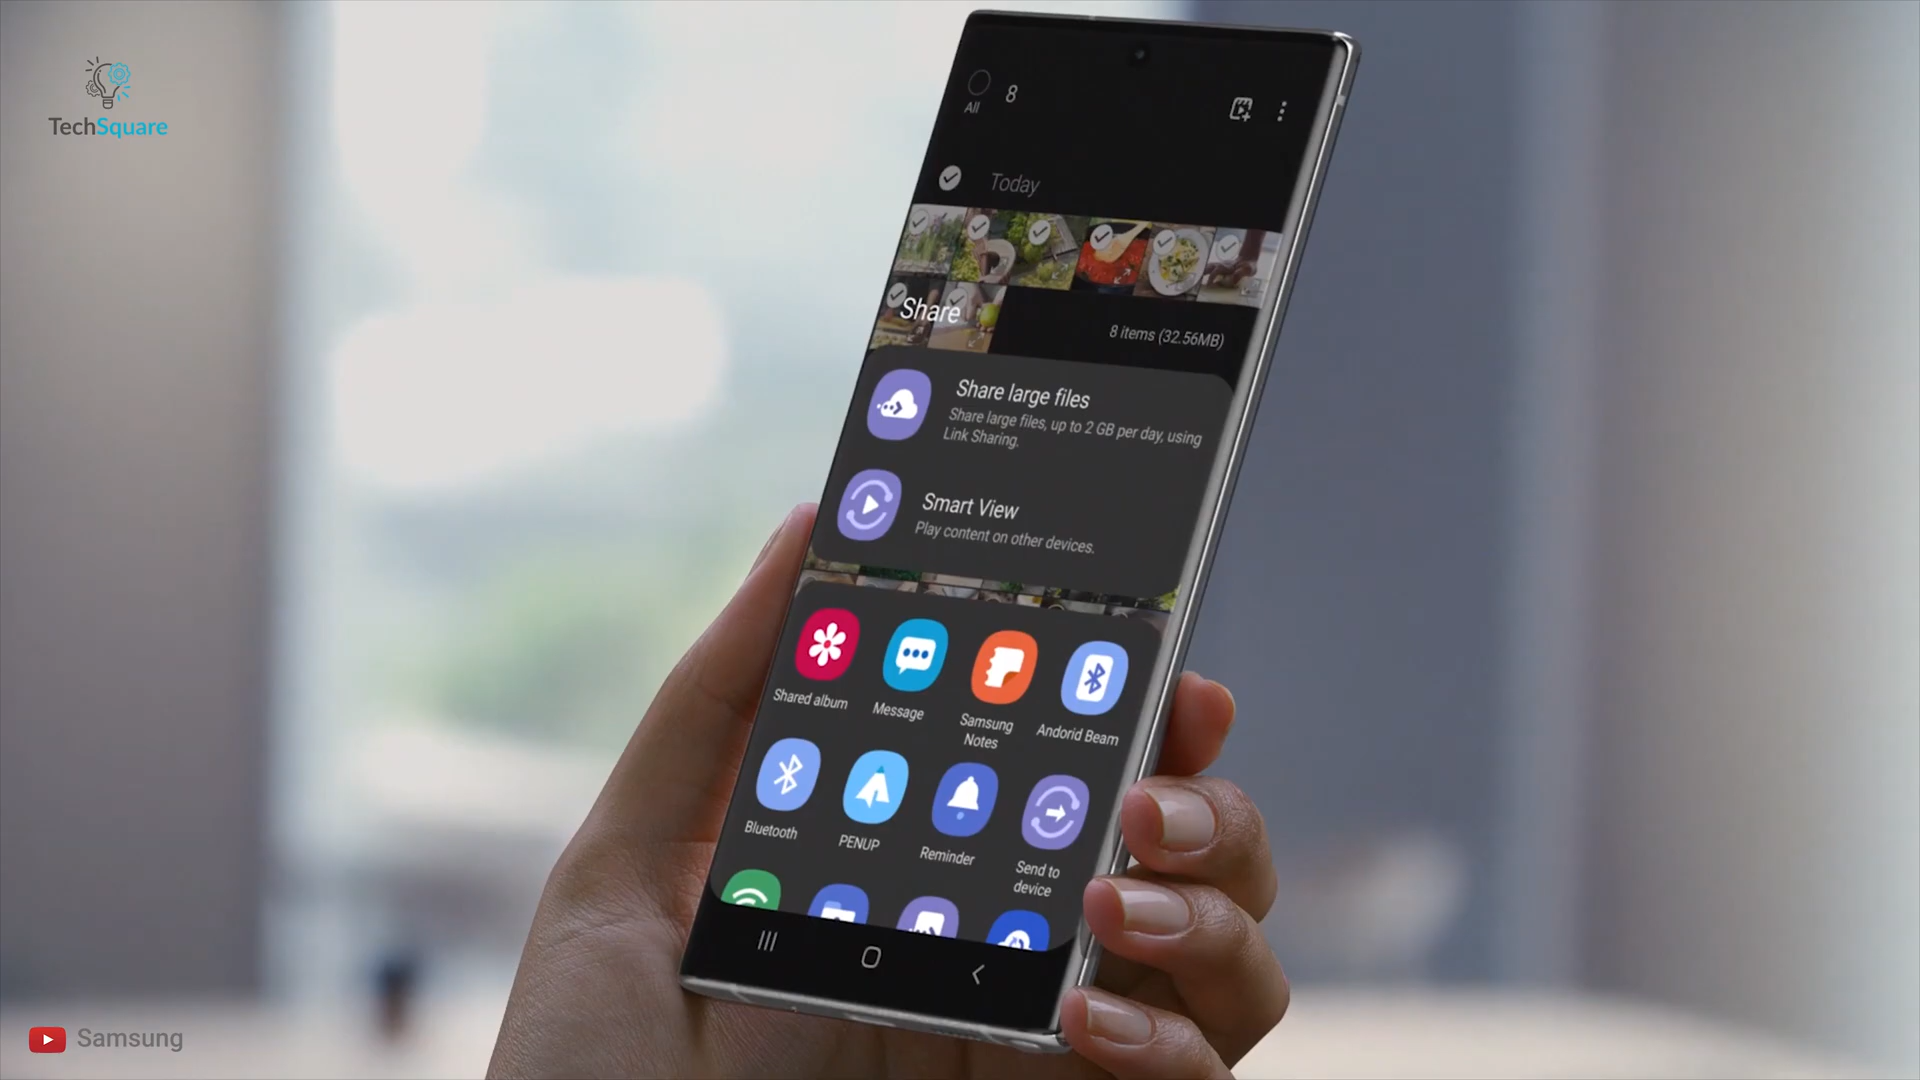 TechSquare
All
8
Today
Share
8 items (32.56MB)
Share large files
Share large files, up to 2 GB per day, using
Link Sharing.
Smart View
Play content on other devices.
Shared album
Message
Samsung
Notes
Andorid Beam
Bluetooth
PENUP
Reminder
Send to
device
Samsung